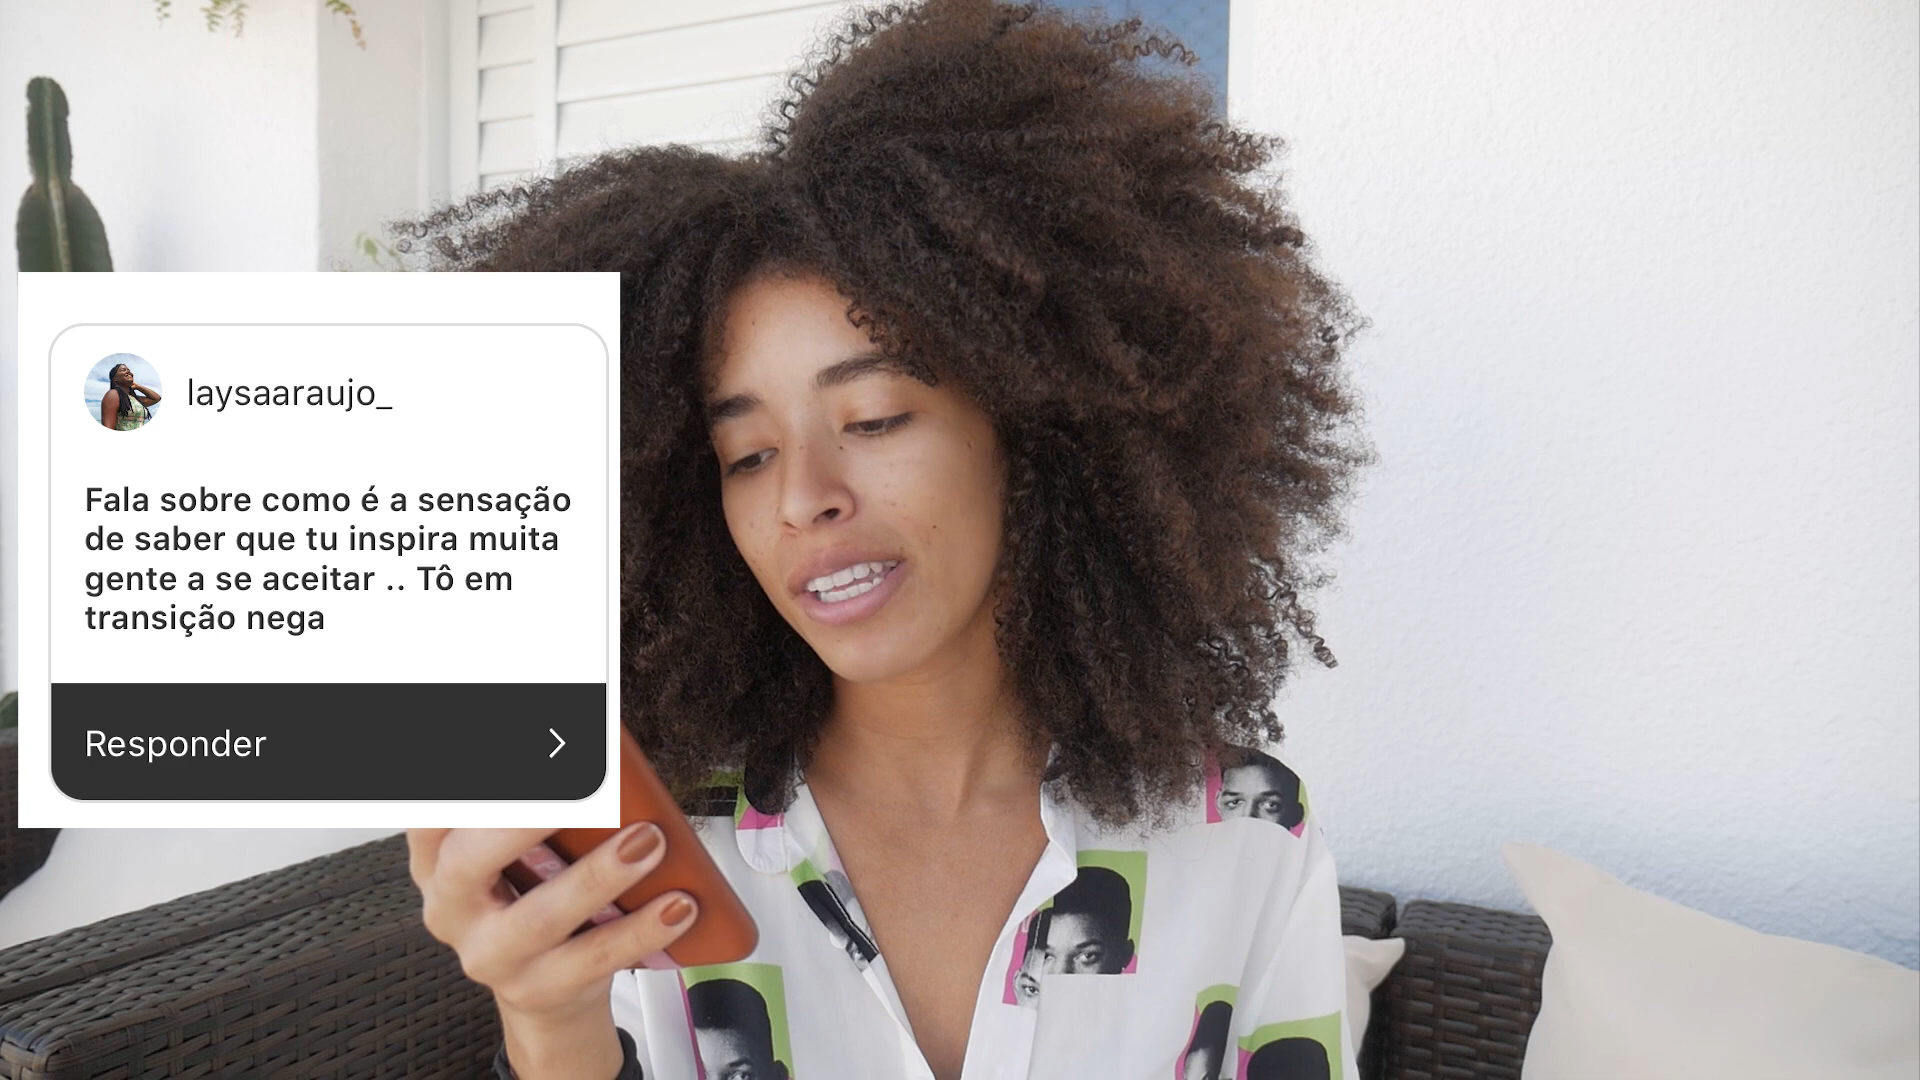 laysaaraujo_
Fala sobre como é a sensação
de saber que tu inspira muita
gente a se aceitar .. Tô em
transição nega
Responder